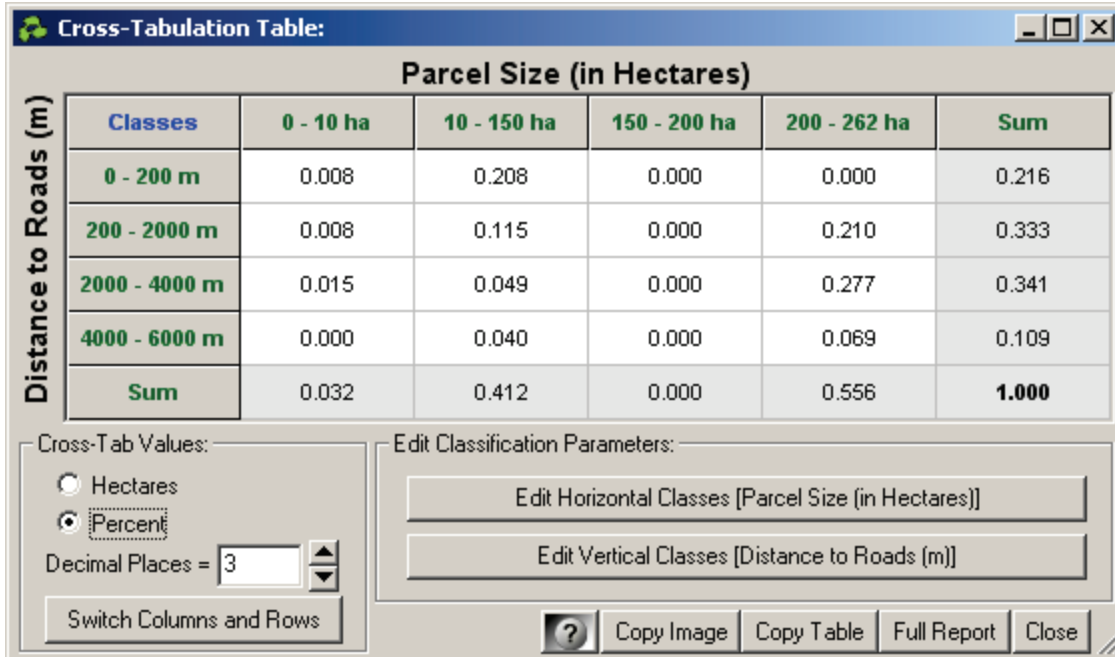 Cross-Tabulation Table:
Parcel Size (in Hectares)
Distance to Roads (m)
Classes 0 - 10 ha 10 - 150 ha 150 - 200 ha 200 - 262 ha Sum
0 - 200 m 0.008 0.208 0.000 0.000 0.216
200 - 2000 m 0.008 0.115 0.000 0.210 0.333
2000 - 4000 m 0.015 0.049 0.000 0.277 0.341
4000 - 6000 m 0.000 0.040 0.000 0.069 0.109
Sum 0.032 0.412 0.000 0.556 1.000
Cross-Tab Values:
Hectares
Percent
Decimal Places = 3
Switch Columns and Rows
Edit Classification Parameters:
Edit Horizontal Classes [Parcel Size (in Hectares)]
Edit Vertical Classes [Distance to Roads (m)]
? Copy Image Copy Table Full Report Close